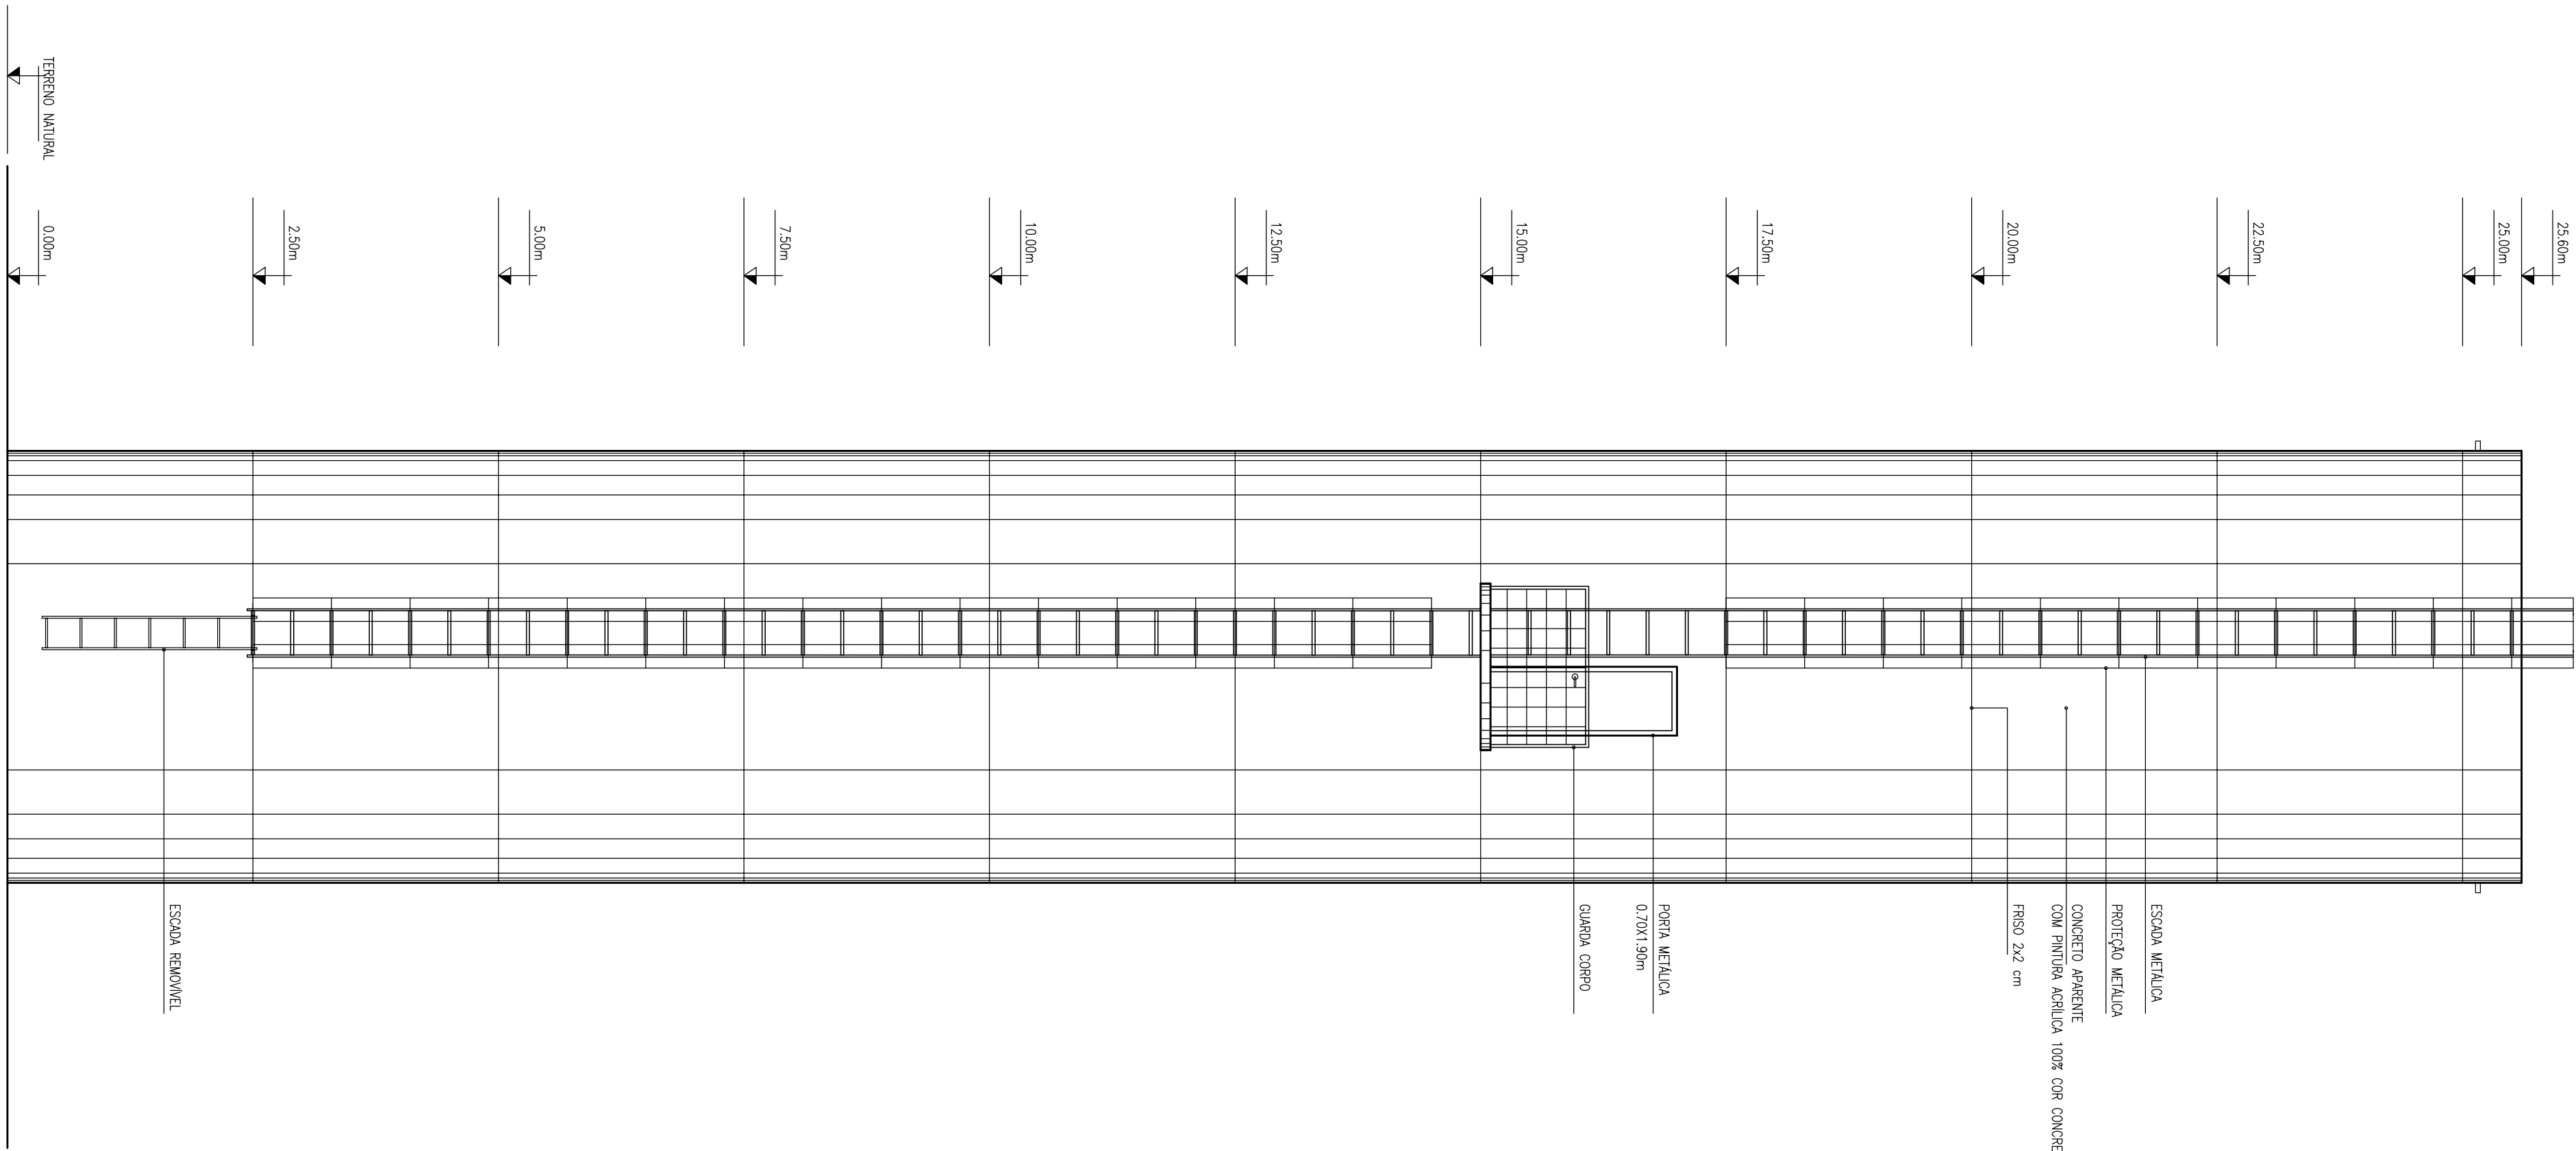 TERRENO NATURAL
0.00m
2.50m
5.00m
7.50m
10.00m
12.50m
15.00m
17.50m
20.00m
22.50m
25.00m
25.60m
ESCADA METÁLICA
PROTEÇÃO METÁLICA
CONCRETO APARENTE
COM PINTURA ACRÍLICA 100% COR CONCRE
FRISO 2x2 cm
PORTA METÁLICA
0.70X1.90m
GUARDA CORPO
ESCADA REMOVÍVEL